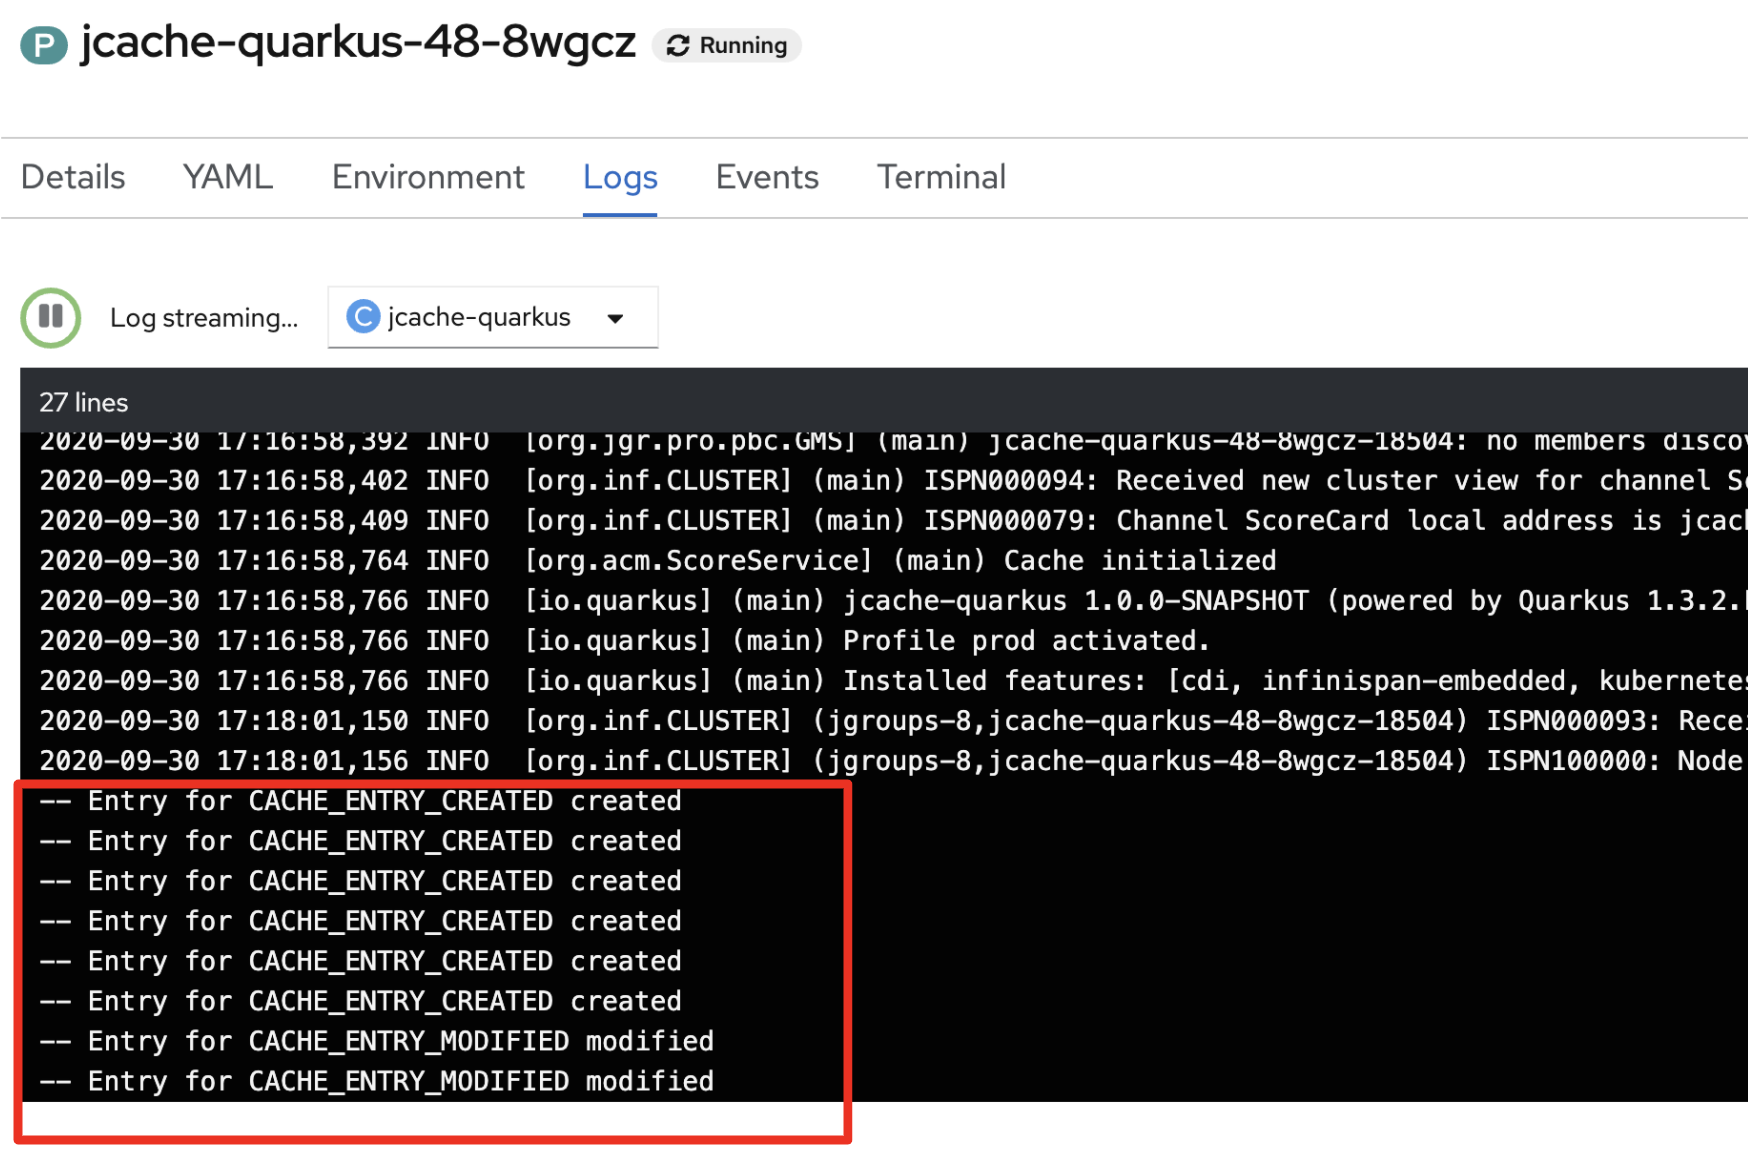 P jcache-quarkus-48-8wgcz Running
Details YAML Environment Logs Events Terminal
Log streaming... C jcache-quarkus
27 lines
2020-09-30 17:16:58,392 INFO [org.jgr.pro.pbc.GMS] (main) jcache-quarkus-48-8wgcz-18504: no members disco
2020-09-30 17:16:58,402 INFO [org.inf.CLUSTER] (main) ISPN000094: Received new cluster view for channel S
2020-09-30 17:16:58,409 INFO [org.inf.CLUSTER] (main) ISPN000079: Channel ScoreCard local address is jcac
2020-09-30 17:16:58,764 INFO [org.acm.ScoreService] (main) Cache initialized
2020-09-30 17:16:58,766 INFO [io.quarkus] (main) jcache-quarkus 1.0.0-SNAPSHOT (powered by Quarkus 1.3.2.
2020-09-30 17:16:58,766 INFO [io.quarkus] (main) Profile prod activated.
2020-09-30 17:16:58,766 INFO [io.quarkus] (main) Installed features: [cdi, infinispan-embedded, kubernetes
2020-09-30 17:18:01,150 INFO [org.inf.CLUSTER] (jgroups-8,jcache-quarkus-48-8wgcz-18504) ISPN000093: Rece
2020-09-30 17:18:01,156 INFO [org.inf.CLUSTER] (jgroups-8,jcache-quarkus-48-8wgcz-18504) ISPN100000: Node
-- Entry for CACHE_ENTRY_CREATED created
-- Entry for CACHE_ENTRY_CREATED created
-- Entry for CACHE_ENTRY_CREATED created
-- Entry for CACHE_ENTRY_CREATED created
-- Entry for CACHE_ENTRY_CREATED created
-- Entry for CACHE_ENTRY_CREATED created
-- Entry for CACHE_ENTRY_MODIFIED modified
-- Entry for CACHE_ENTRY_MODIFIED modified